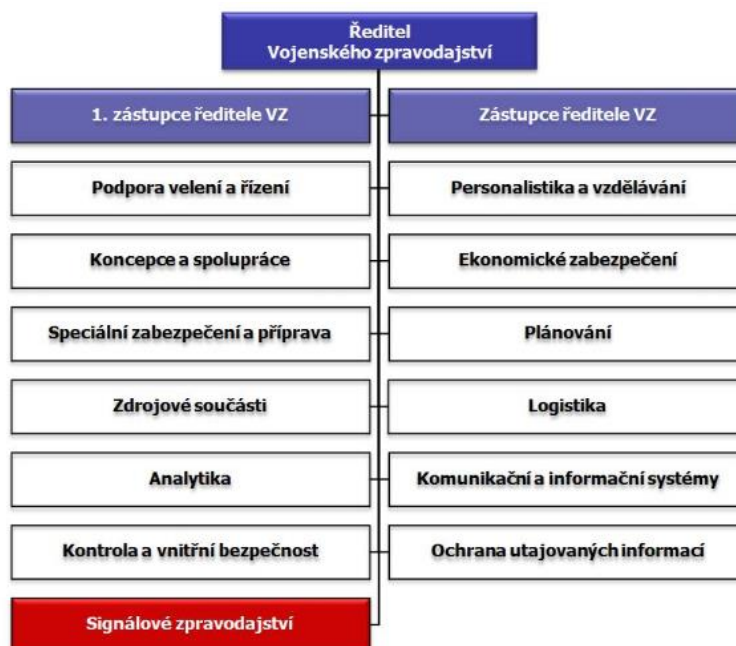 Ředitel
Vojenského zpravodajství
1. zástupce ředitele VZ
Zástupce ředitele VZ
Podpora velení a řízení
Personalistika a vzdělávání
Koncepce a spolupráce
Ekonomické zabezpečení
Speciální zabezpečení a příprava
Plánování
Zdrojové součásti
Logistika
Analytika
Komunikační a informační systémy
Kontrola a vnitřní bezpečnost
Ochrana utajovaných informací
Signálové zpravodajství